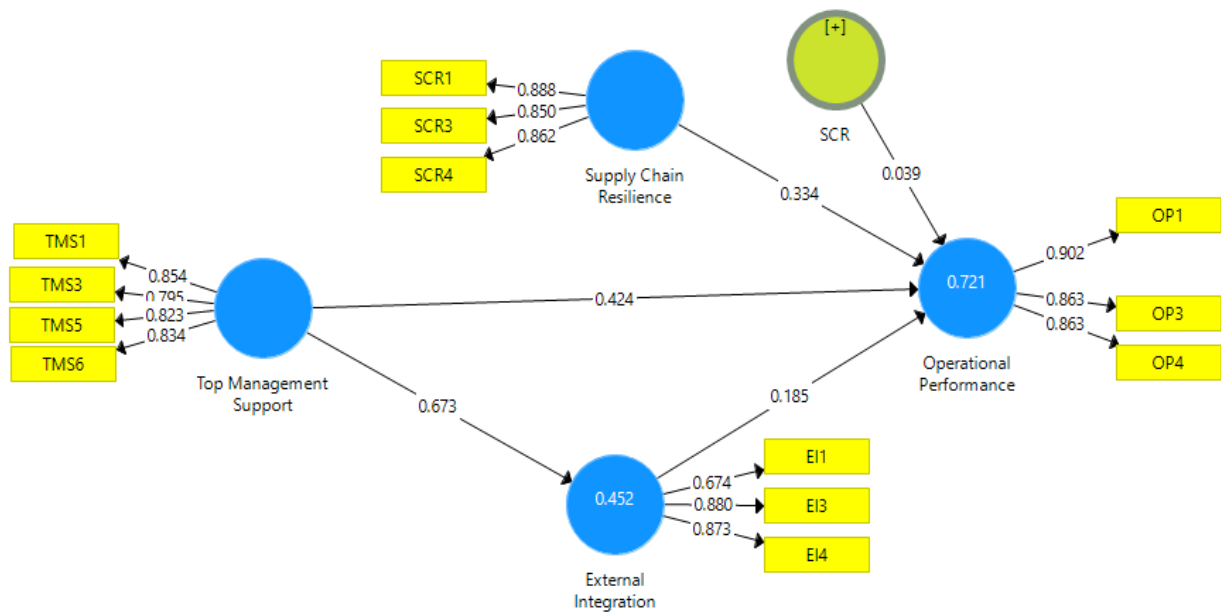 [+]
SCR
0.039
SCR1
SCR3
SCR4
0.888
0.850
0.862
Supply Chain
Resilience
0.334
TMS1
TMS3
TMS5
TMS6
0.854
0.795
0.823
0.834
Top Management
Support
0.424
0.673
0.721
Operational
Performance
0.902
0.863
0.863
OP1
OP3
OP4
0.185
0.452
External
Integration
0.674
0.880
0.873
EI1
EI3
EI4